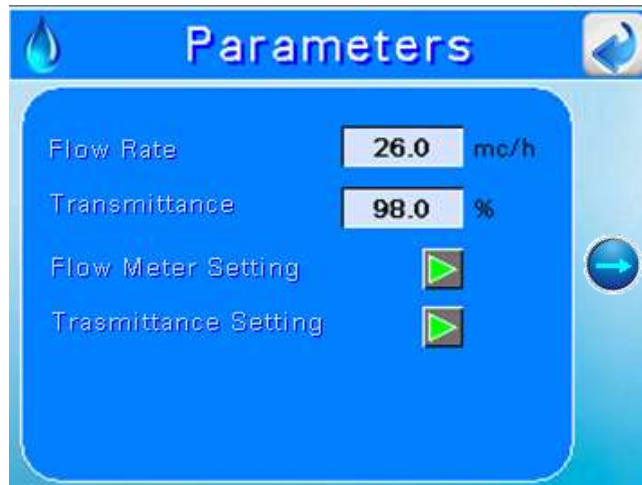 Parameters
Flow Rate 26.0 mc/h
Transmittance 98.0 %
Flow Meter Setting
Trasmittance Setting